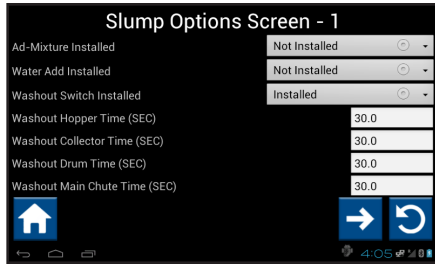 Slump Options Screen - 1
Ad-Mixture Installed Not Installed
Water Add Installed Not Installed
Washout Switch Installed Installed
Washout Hopper Time (SEC) 30.0
Washout Collector Time (SEC) 30.0
Washout Drum Time (SEC) 30.0
Washout Main Chute Time (SEC) 30.0
4:05